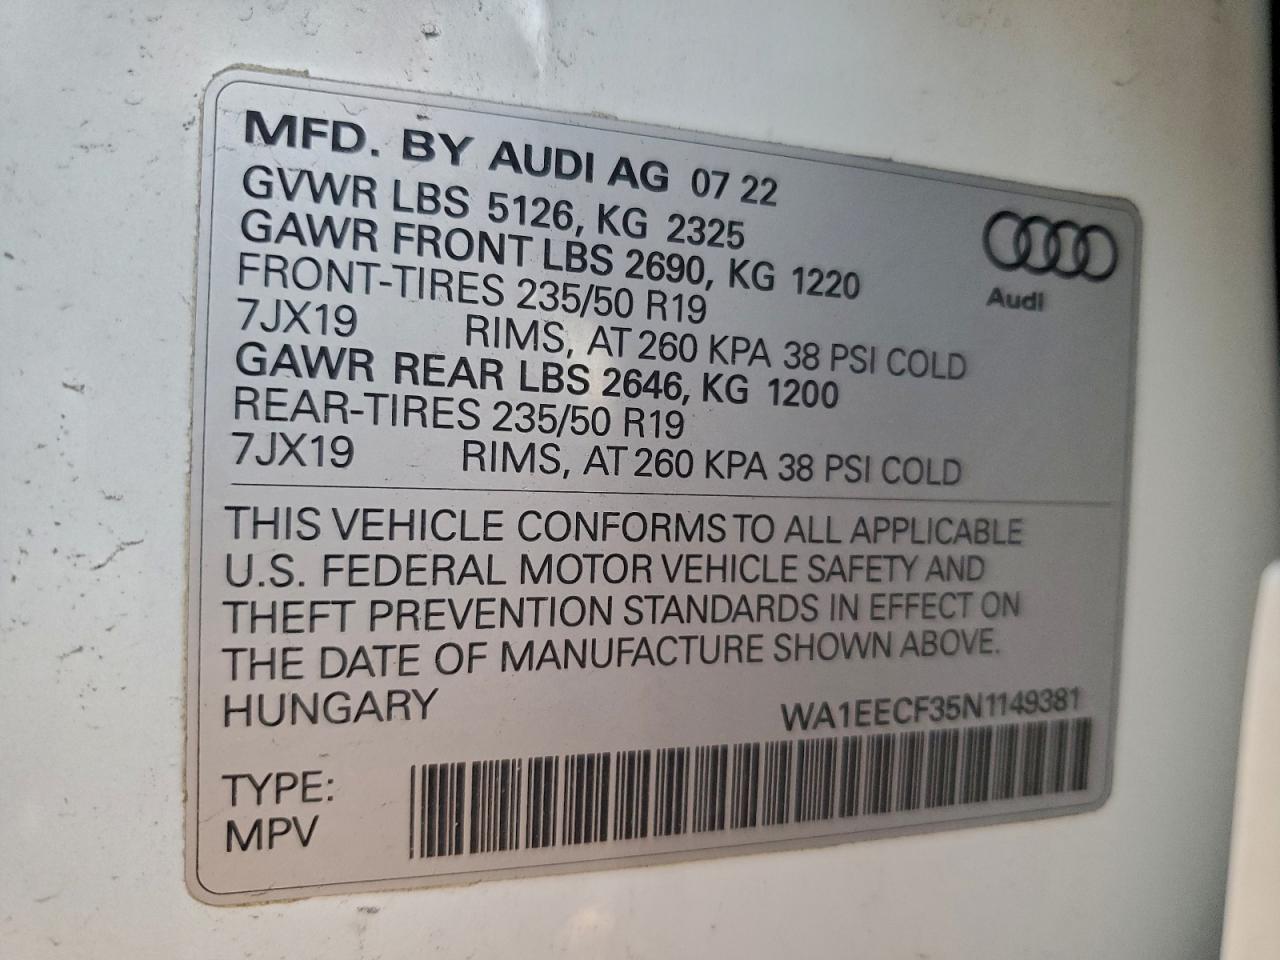 MFD. BY AUDI AG 07 22
GVWR LBS 5126, KG 2325
GAWR FRONT LBS 2690, KG 1220
FRONT-TIRES 235/50 R19
7JX19 RIMS, AT 260 KPA 38 PSI COLD
GAWR REAR LBS 2646, KG 1200
REAR-TIRES 235/50 R19
7JX19 RIMS, AT 260 KPA 38 PSI COLD
Audi
THIS VEHICLE CONFORMS TO ALL APPLICABLE
U.S. FEDERAL MOTOR VEHICLE SAFETY AND
THEFT PREVENTION STANDARDS IN EFFECT ON
THE DATE OF MANUFACTURE SHOWN ABOVE.
HUNGARY WA1EECF35N1149381
TYPE:
MPV